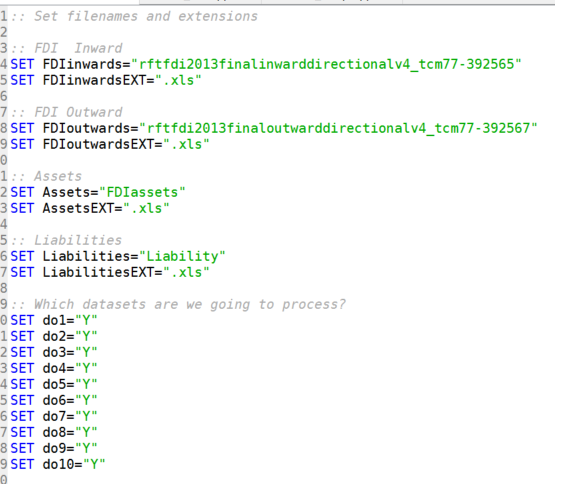 1 :: Set filenames and extensions
2
3 :: FDI  Inward
4 SET FDIinwards="rftfdi2013finalinwarddirectionalv4_tcm77-392565"
5 SET FDIinwardsEXT=".xls"
6
7 :: FDI Outward
8 SET FDIoutwards="rftfdi2013finaloutwarddirectionalv4_tcm77-392567"
9 SET FDIoutwardsEXT=".xls"
0
1 :: Assets
2 SET Assets="FDIassets"
3 SET AssetsEXT=".xls"
4
5 :: Liabilities
6 SET Liabilities="Liability"
7 SET LiabilitiesEXT=".xls"
8
9 :: Which datasets are we going to process?
0 SET do1="Y"
1 SET do2="Y"
2 SET do3="Y"
3 SET do4="Y"
4 SET do5="Y"
5 SET do6="Y"
6 SET do7="Y"
7 SET do8="Y"
8 SET do9="Y"
9 SET do10="Y"
0